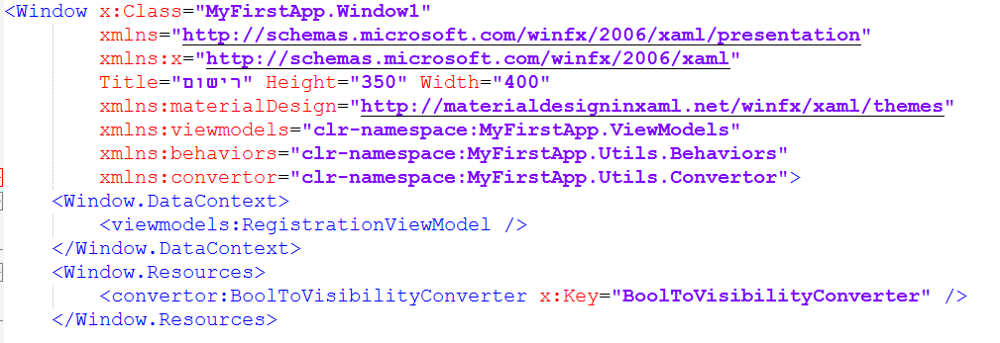 <Window x:Class="MyFirstApp.Window1"
xmlns="http://schemas.microsoft.com/winfx/2006/xaml/presentation"
xmlns:x="http://schemas.microsoft.com/winfx/2006/xaml"
Title="רישום" Height="350" Width="400"
xmlns:materialDesign="http://materialdesigninxaml.net/winfx/xaml/themes"
xmlns:viewmodels="clr-namespace:MyFirstApp.ViewModels"
xmlns:behaviors="clr-namespace:MyFirstApp.Utils.Behaviors"
xmlns:convertor="clr-namespace:MyFirstApp.Utils.Convertor">
<Window.DataContext>
<viewmodels:RegistrationViewModel />
</Window.DataContext>
<Window.Resources>
<convertor:BoolToVisibilityConverter x:Key="BoolToVisibilityConverter" />
</Window.Resources>